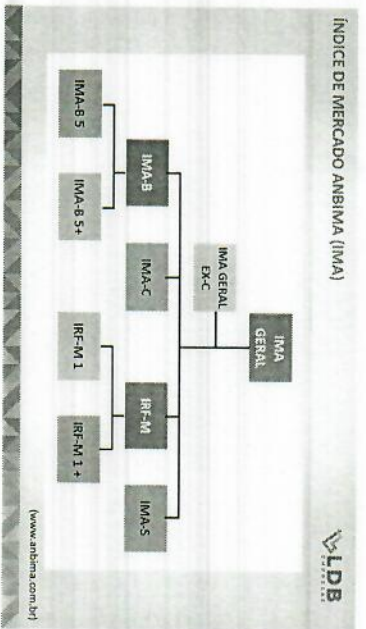 ÍNDICE DE MERCADO ANBIMA (IMA)
LDB
EMPRESAS
IMA
GERAL
IMA GERAL
EX-C
IMA-B
IMA-C
IRF-M
IMA-S
IMA-B 5
IMA-B 5+
IRF-M 1
IRF-M 1 +
(www.anbima.com.br)